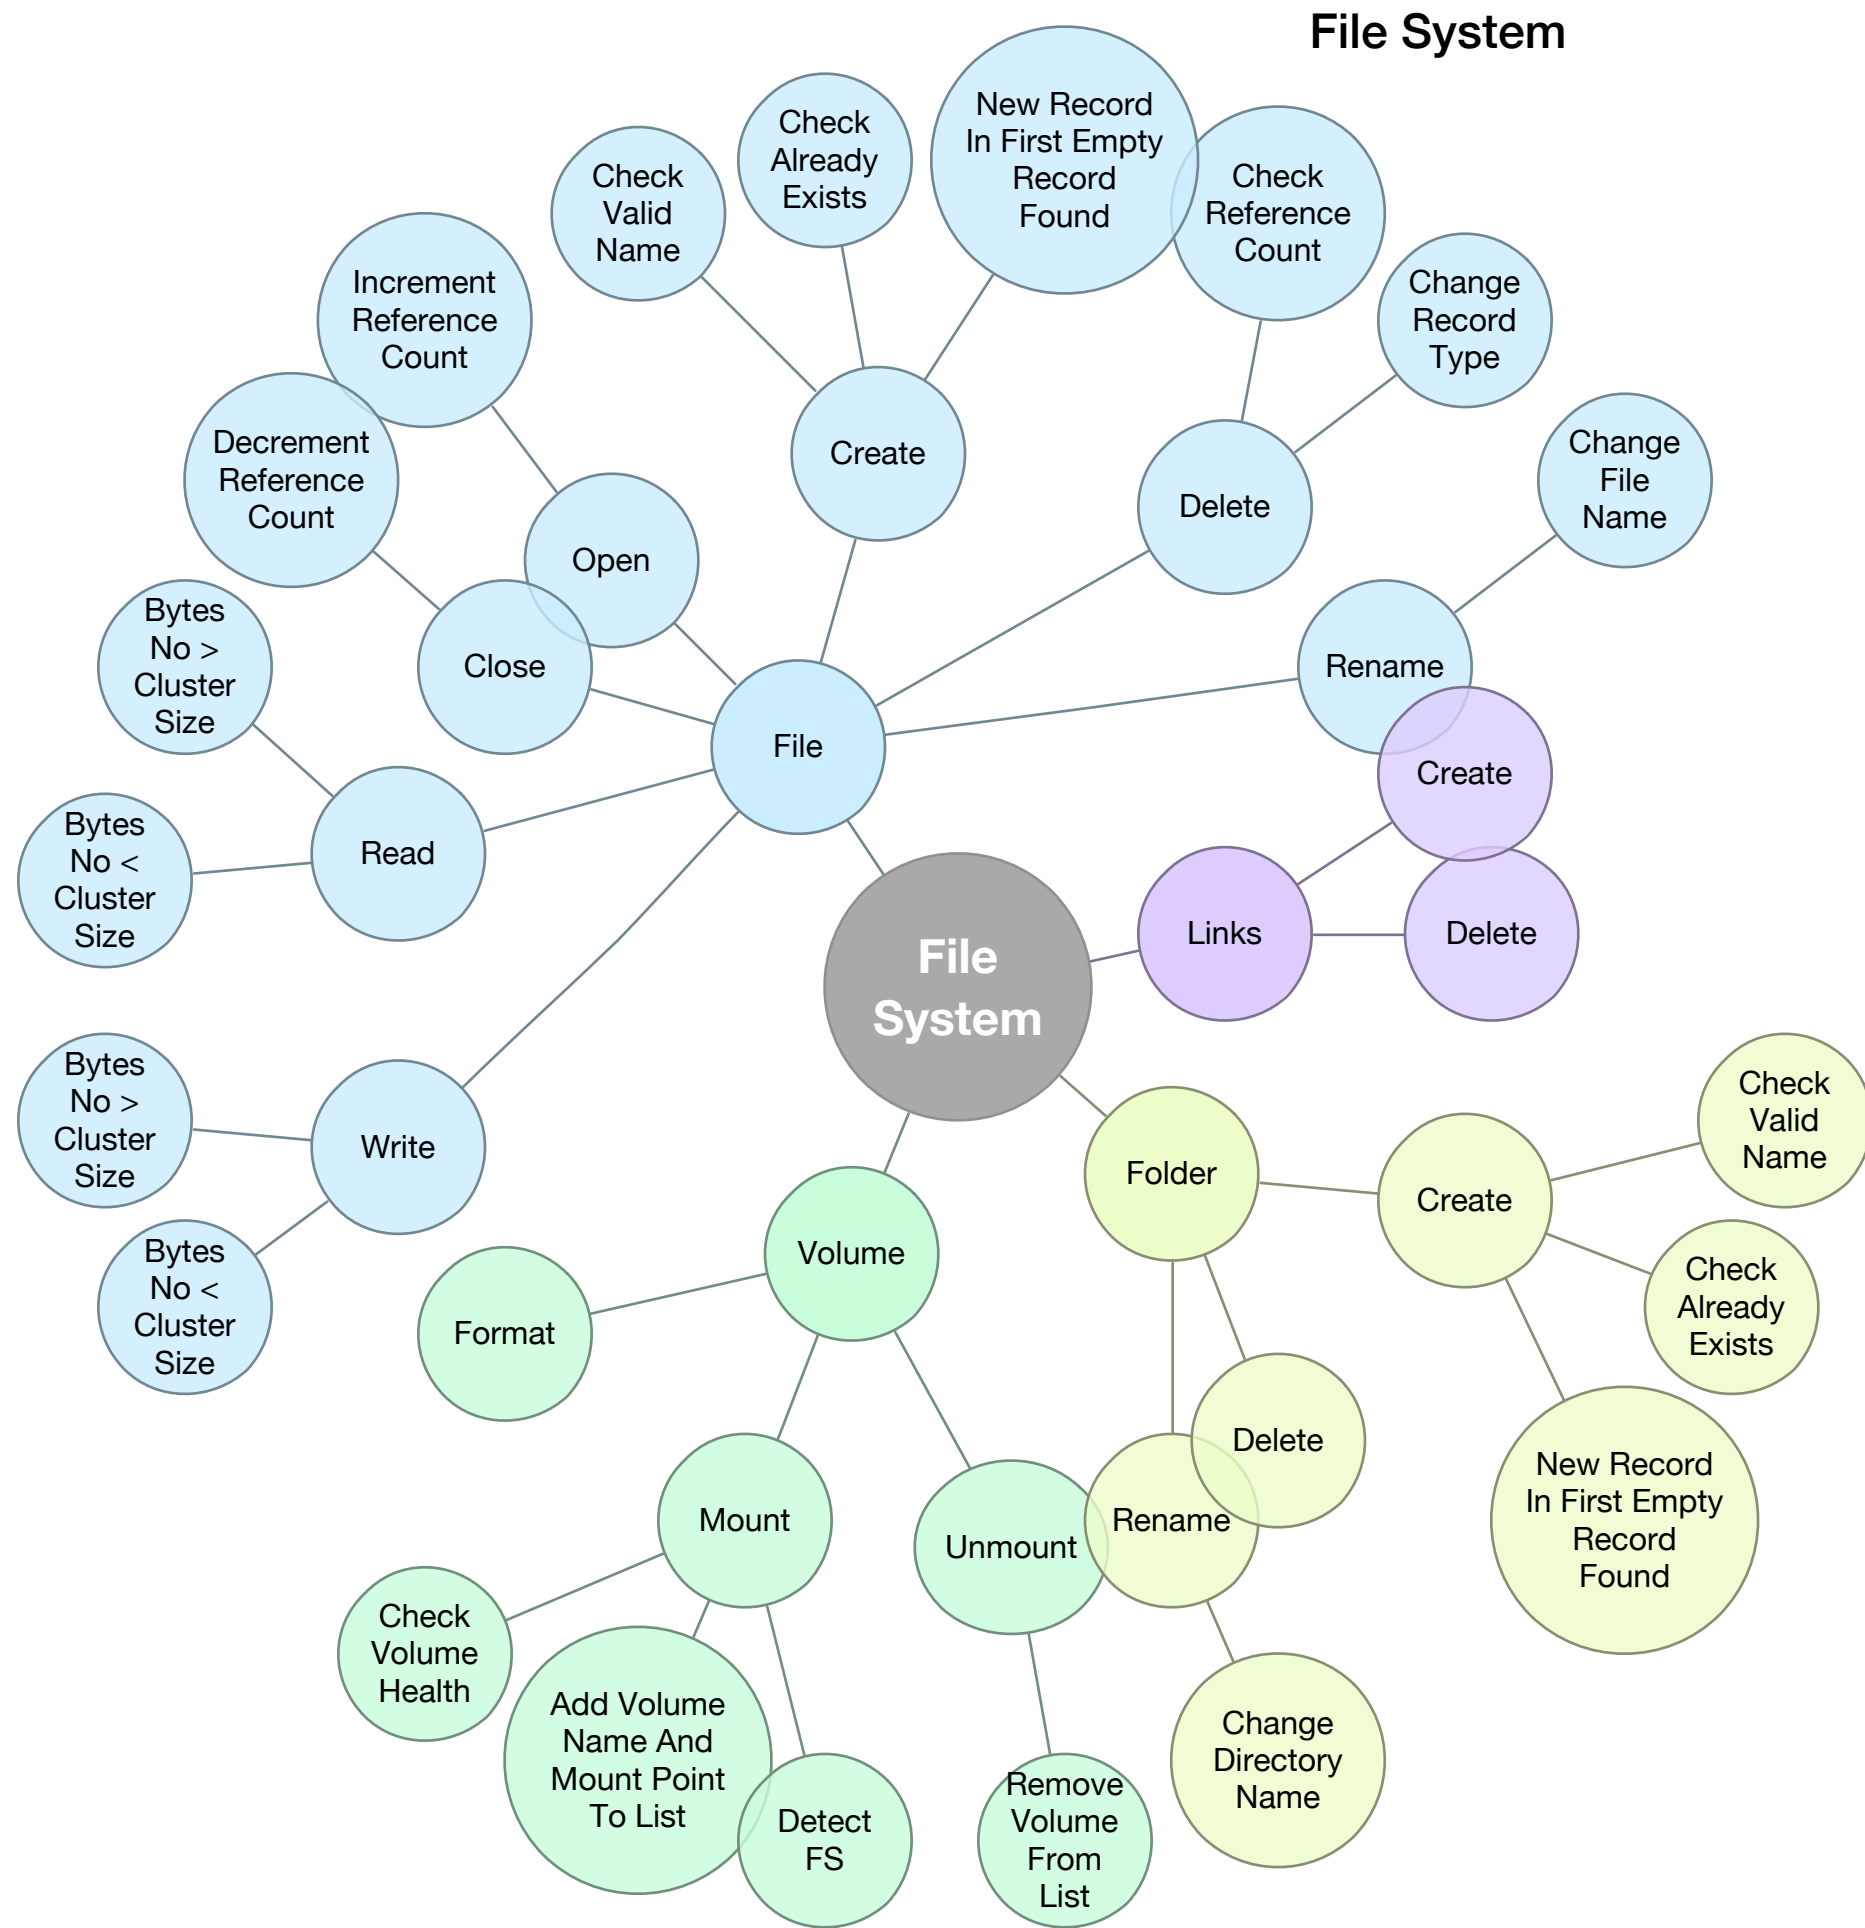 File System
New Record
In First Empty
Record
Found
Check
Already
Exists
Check
Valid
Name
Check
Reference
Count
Increment
Reference
Count
Change
Record
Type
Decrement
Reference
Count
Create
Change
File
Name
Delete
Open
Bytes
No >
Cluster
Size
Close
Rename
File
Create
Bytes
No <
Cluster
Size
Read
Links
Delete
File
System
Bytes
No >
Cluster
Size
Write
Check
Valid
Name
Folder
Create
Volume
Bytes
No <
Cluster
Size
Format
Check
Already
Exists
Delete
Mount
Unmount
Rename
New Record
In First Empty
Record
Found
Check
Volume
Health
Add Volume
Name And
Mount Point
To List
Change
Directory
Name
Detect
FS
Remove
Volume
From
List